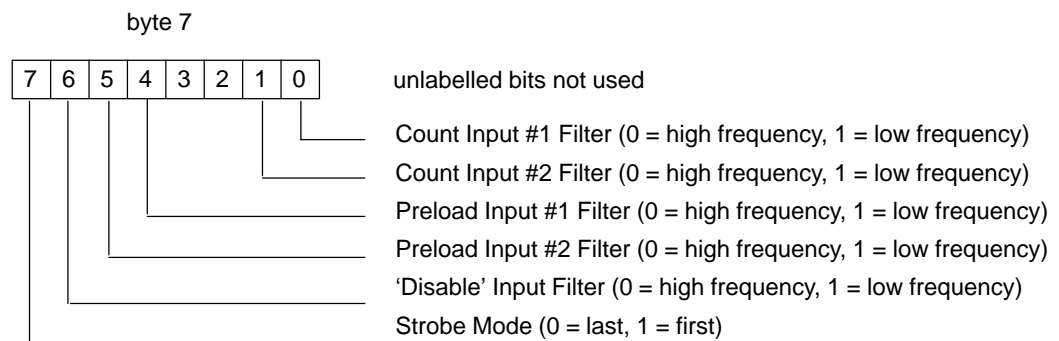 byte 7
7 6 5 4 3 2 1 0 unlabelled bits not used
Count Input #1 Filter (0 = high frequency, 1 = low frequency)
Count Input #2 Filter (0 = high frequency, 1 = low frequency)
Preload Input #1 Filter (0 = high frequency, 1 = low frequency)
Preload Input #2 Filter (0 = high frequency, 1 = low frequency)
‘Disable’ Input Filter (0 = high frequency, 1 = low frequency)
Strobe Mode (0 = last, 1 = first)